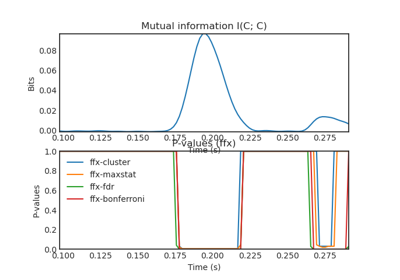 Mutual information I(C; C)
Bits
0.08
0.06
0.04
0.02
0.00
0.100 0.125 0.150 0.175 0.200 0.225 0.250 0.275
Time (s)
P-values (ffx)
P-values
1.0
0.8
0.6
0.4
0.2
0.0
ffx-cluster
ffx-maxstat
ffx-fdr
ffx-bonferroni
0.100 0.125 0.150 0.175 0.200 0.225 0.250 0.275
Time (s)